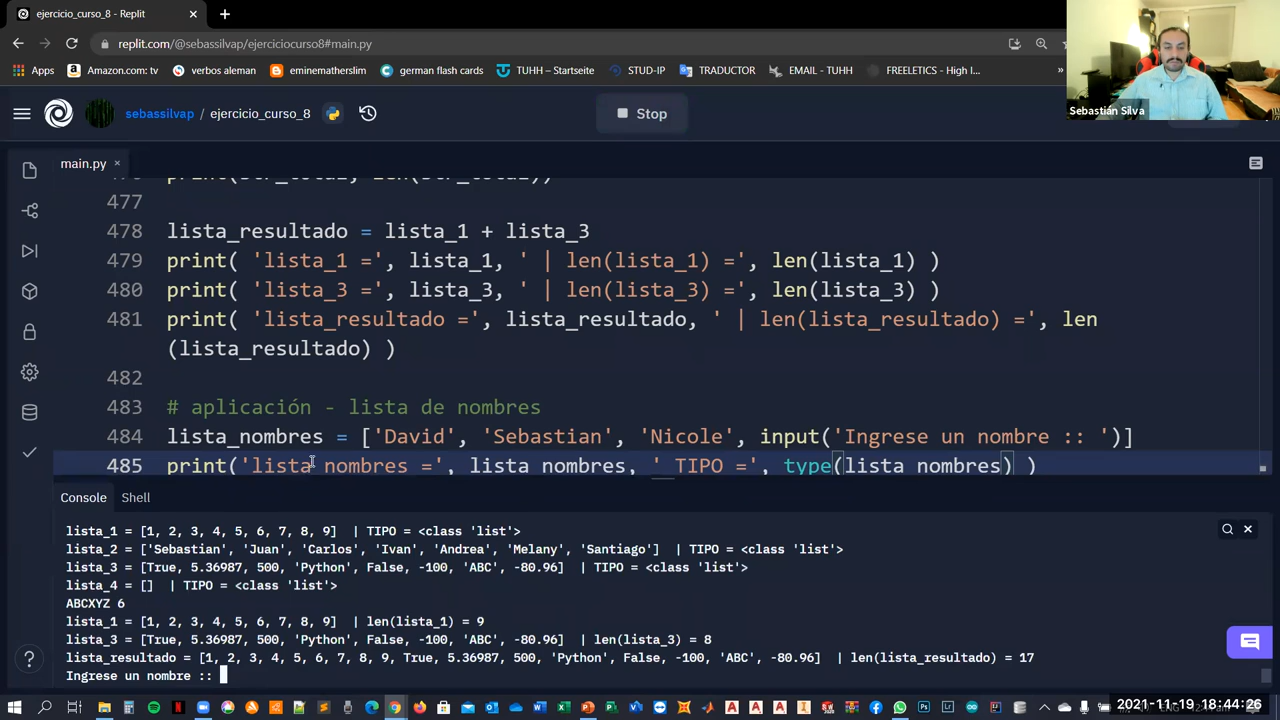 ejercicio_curso_8 - Replit
replit.com/@sebassilvap/ejerciciocurso8#main.py
Apps Amazon.com: tv verbos aleman eminematherslim german flash TUHH – Startseite STUD-IP TRADUCTOR EMAIL - TUHH FREELETICS - High I... »
Sebastián Silva
sebassilvap / ejercicio_curso_8 Stop
main.py
477
478 lista_resultado = lista_1 + lista_3
479 print( 'lista_1 =', lista_1, ' | len(lista_1) =', len(lista_1) )
480 print( 'lista_3 =', lista_3, ' | len(lista_3) =', len(lista_3) )
481 print( 'lista_resultado =', lista_resultado, ' | len(lista_resultado) =', len
(lista_resultado) )
482
483 # aplicación - lista de nombres
484 lista_nombres = ['David', 'Sebastian', 'Nicole', input('Ingrese un nombre :: ')]
485 print('lista_nombres =', lista_nombres, ' TIPO =', type(lista_nombres) )
Console Shell
lista_1 = [1, 2, 3, 4, 5, 6, 7, 8, 9] | TIPO = <class 'list'>
lista_2 = ['Sebastian', 'Juan', 'Carlos', 'Ivan', 'Andrea', 'Melany', 'Santiago'] | TIPO = <class 'list'>
lista_3 = [True, 5.36987, 500, 'Python', False, -100, 'ABC', -80.96] | TIPO = <class 'list'>
lista_4 = [] | TIPO = <class 'list'>
ABCXYZ 6
lista_1 = [1, 2, 3, 4, 5, 6, 7, 8, 9] | len(lista_1) = 9
lista_3 = [True, 5.36987, 500, 'Python', False, -100, 'ABC', -80.96] | len(lista_3) = 8
lista_resultado = [1, 2, 3, 4, 5, 6, 7, 8, 9, True, 5.36987, 500, 'Python', False, -100, 'ABC', -80.96] | len(lista_resultado) = 17
Ingrese un nombre ::
2021-11-19 18:44:26